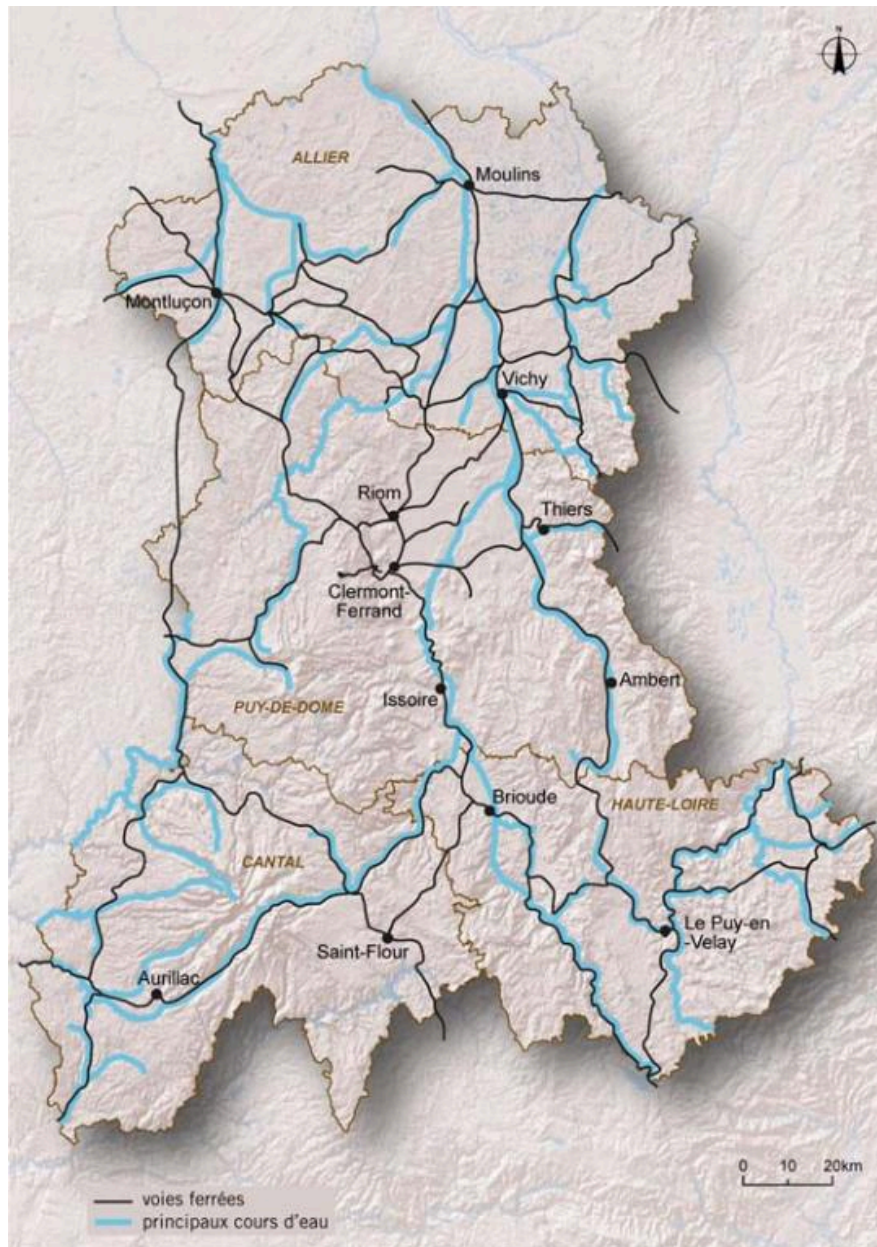 N
ALLIER
Moulins
Montluçon
Vichy
Riom
Thiers
Clermont-
Ferrand
Ambert
PUY-DE-DOME
Issoire
Brioude
HAUTE-LOIRE
CANTAL
Le Puy-en
-Velay
Saint-Flour
Aurillac
0 10 20km
voies ferrées
principaux cours d'eau